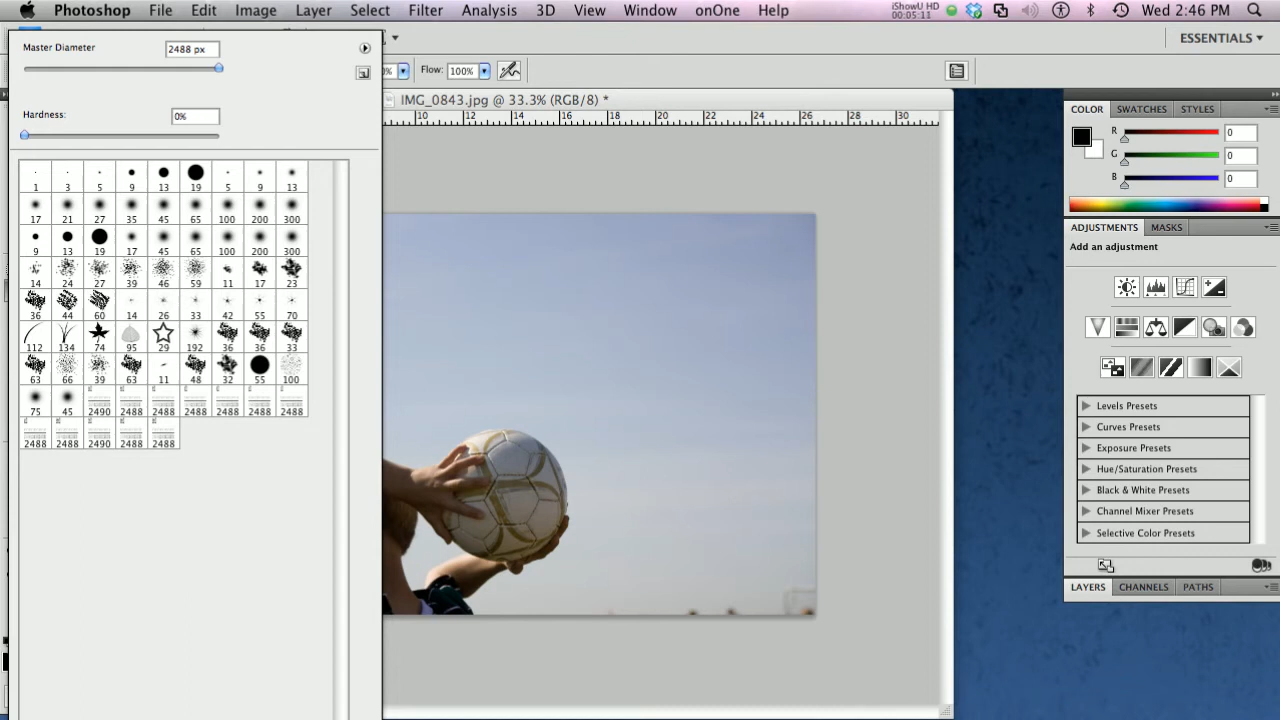 Photoshop File Edit Image Layer Select Filter Analysis 3D View Window onOne Help iShowU HD 00:05:11 Wed 2:46 PM
ESSENTIALS
Master Diameter 2488 px
Hardness: 0%
0% Flow: 100%
IMG_0843.jpg @ 33.3% (RGB/8) *
10 12 14 16 18 20 22 24 26 28 30
1 3 5 9 13 19 5 9 13
17 21 27 35 45 65 100 200 300
9 13 19 17 45 65 100 200 300
14 24 27 39 46 59 11 17 23
36 44 60 14 26 33 42 55 70
112 134 74 95 29 192 36 36 33
63 66 39 63 11 48 32 55 100
75 45 2490 2488 2488 2488 2488 2488 2488
2488 2488 2490 2488 2488
COLOR SWATCHES STYLES
R 0
G 0
B 0
ADJUSTMENTS MASKS
Add an adjustment
Levels Presets
Curves Presets
Exposure Presets
Hue/Saturation Presets
Black & White Presets
Channel Mixer Presets
Selective Color Presets
LAYERS CHANNELS PATHS